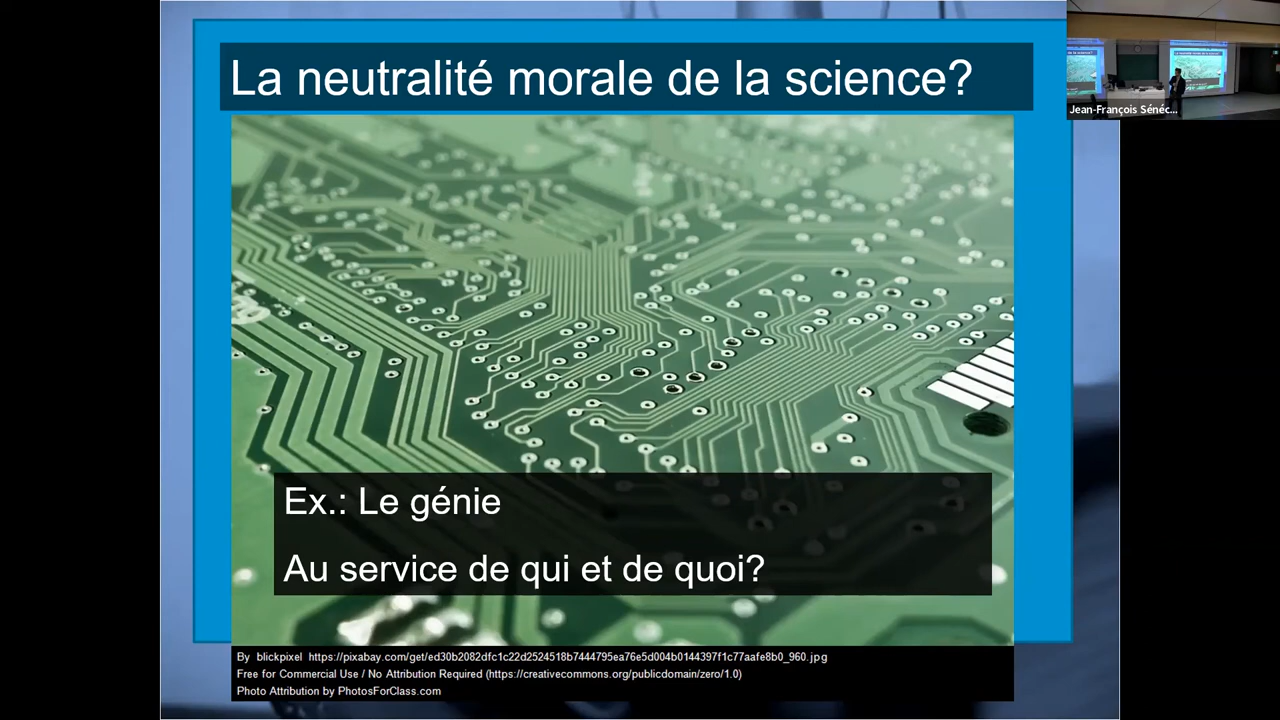 La neutralité morale de la science?
Jean-François Sénéc...
Ex.: Le génie
Au service de qui et de quoi?
By blickpixel https://pixabay.com/get/ed30b2082dfc1c22d2524518b7444795ea76e5d004b0144397f1c77aafe8b0_960.jpg
Free for Commercial Use / No Attribution Required (https://creativecommons.org/publicdomain/zero/1.0)
Photo Attribution by PhotosForClass.com